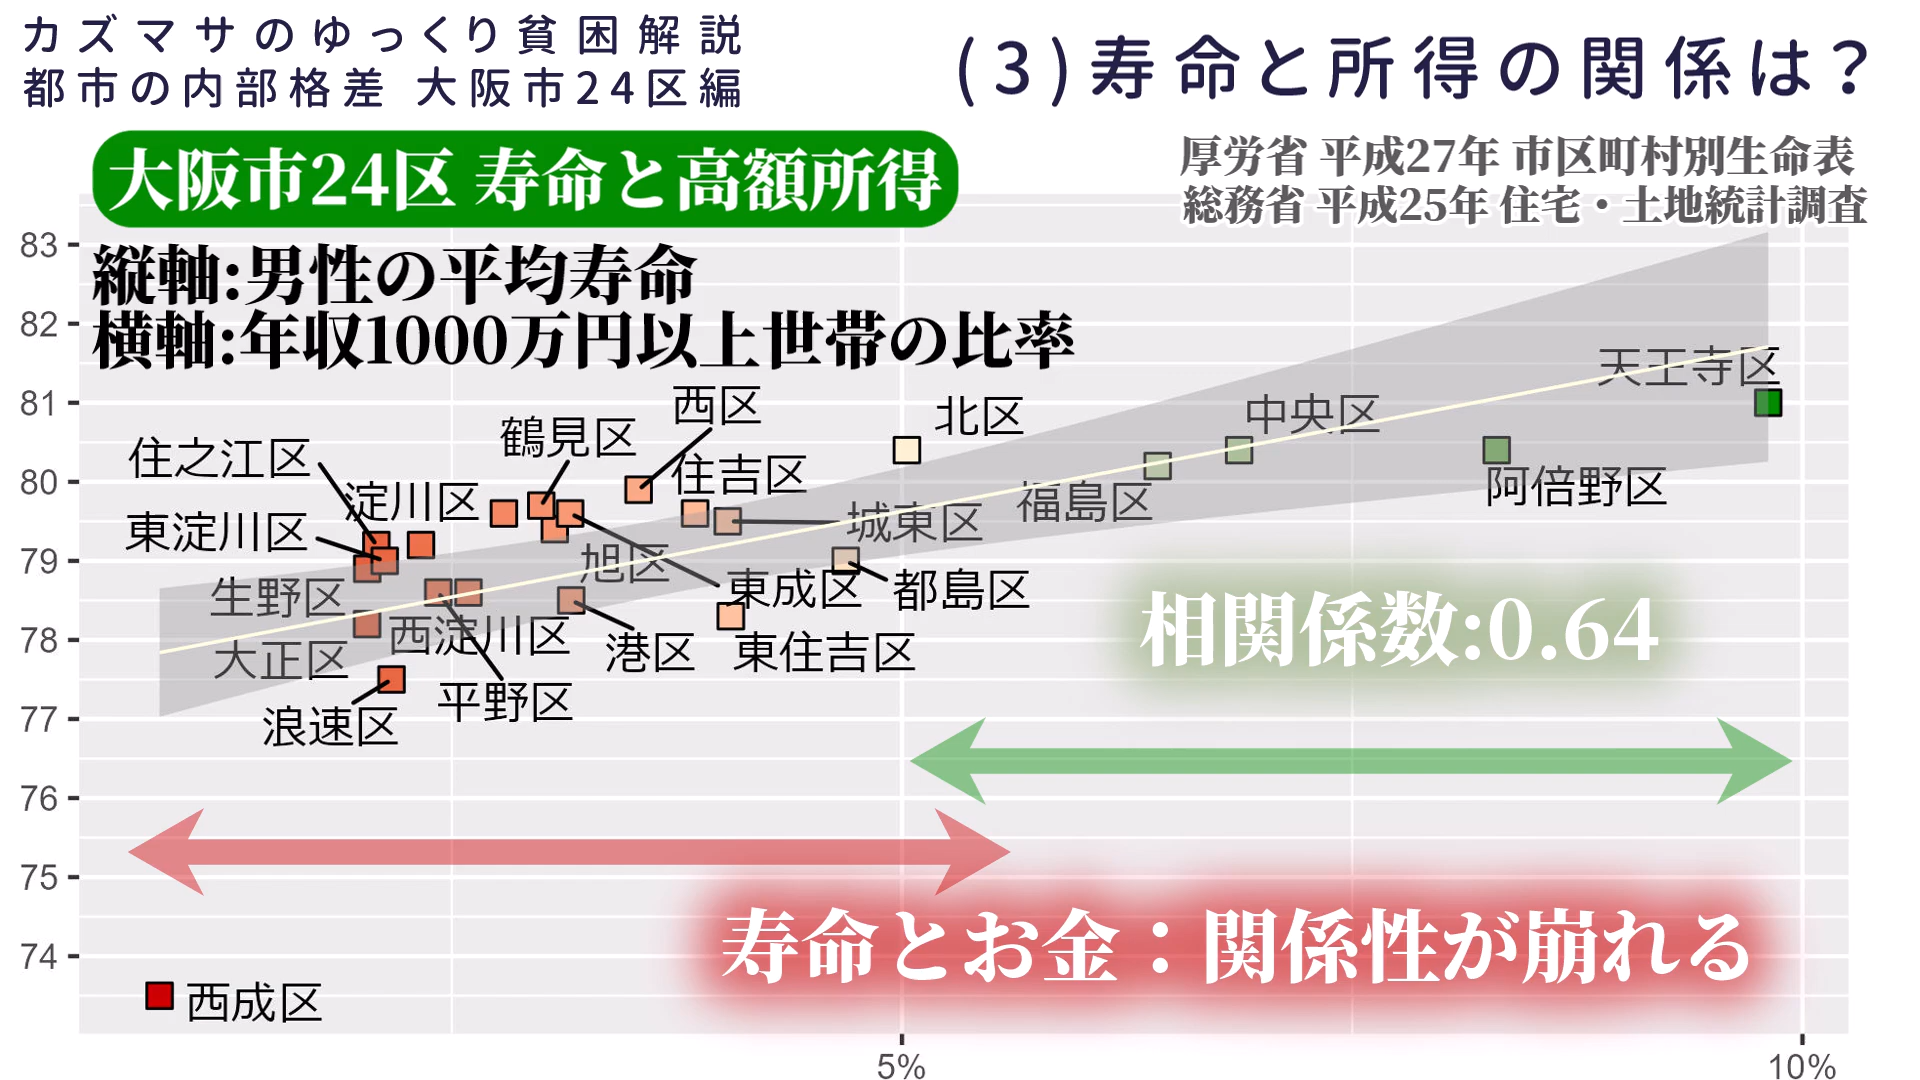 カズマサのゆっくり貧困解説
都市の内部格差 大阪市24区編
(3)寿命と所得の関係は?
大阪市24区 寿命と高額所得
厚労省 平成27年 市区町村別生命表
総務省 平成25年 住宅・土地統計調査
縦軸:男性の平均寿命
横軸:年収1000万円以上世帯の比率
83
82
81
80
79
78
77
76
75
74
天王寺区
西区
北区
中央区
鶴見区
住之江区
住吉区
阿倍野区
淀川区
福島区
東淀川区
城東区
旭区
生野区
東成区
都島区
西淀川区
大正区
港区
東住吉区
平野区
浪速区
相関係数:0.64
寿命とお金：関係性が崩れる
西成区
5%
10%